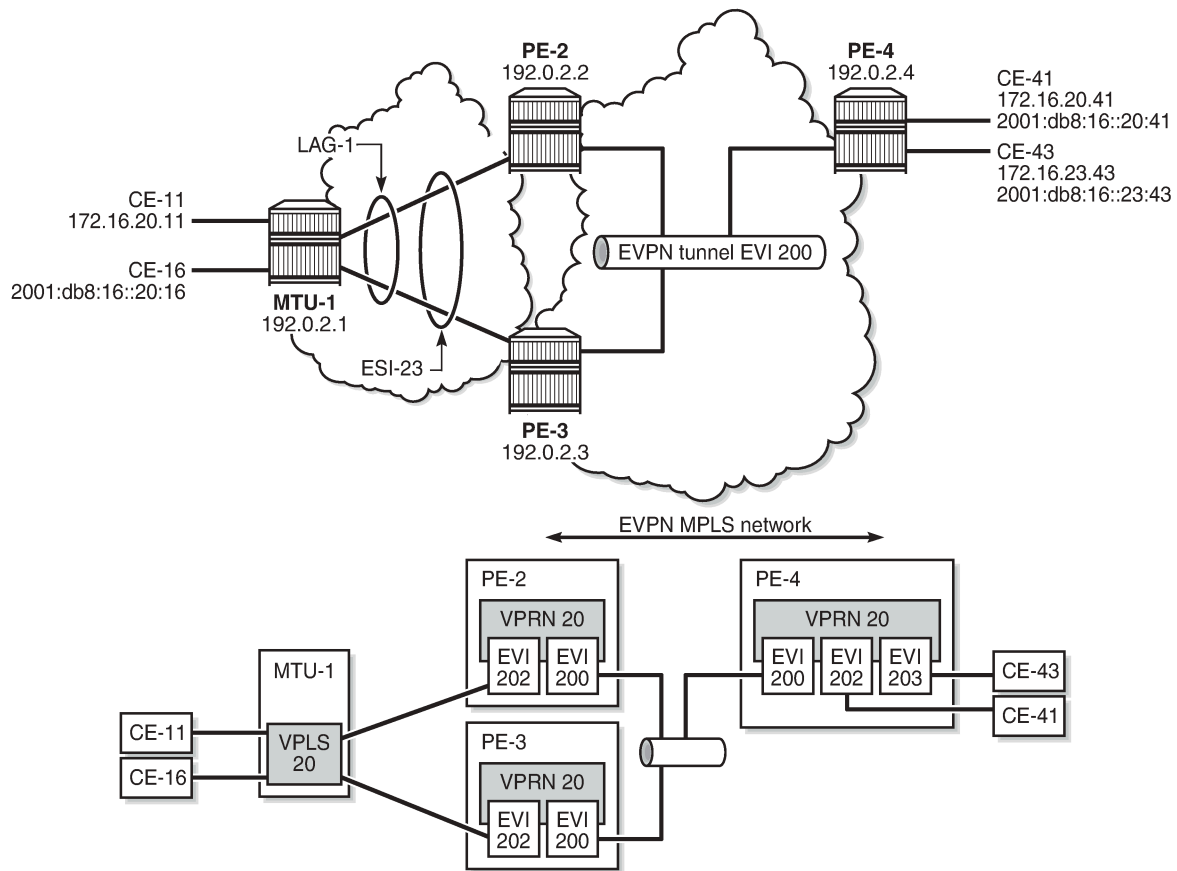 PE-2
192.0.2.2
PE-4
192.0.2.4
CE-41
172.16.20.41
2001:db8:16::20:41
CE-43
172.16.23.43
2001:db8:16::23:43
LAG-1
CE-11
172.16.20.11
CE-16
2001:db8:16::20:16
MTU-1
192.0.2.1
EVPN tunnel EVI 200
ESI-23
PE-3
192.0.2.3
EVPN MPLS network
PE-2
VPRN 20
EVI
202
EVI
200
PE-4
VPRN 20
EVI
200
EVI
202
EVI
203
CE-43
CE-41
MTU-1
VPLS
20
CE-11
CE-16
PE-3
VPRN 20
EVI
202
EVI
200